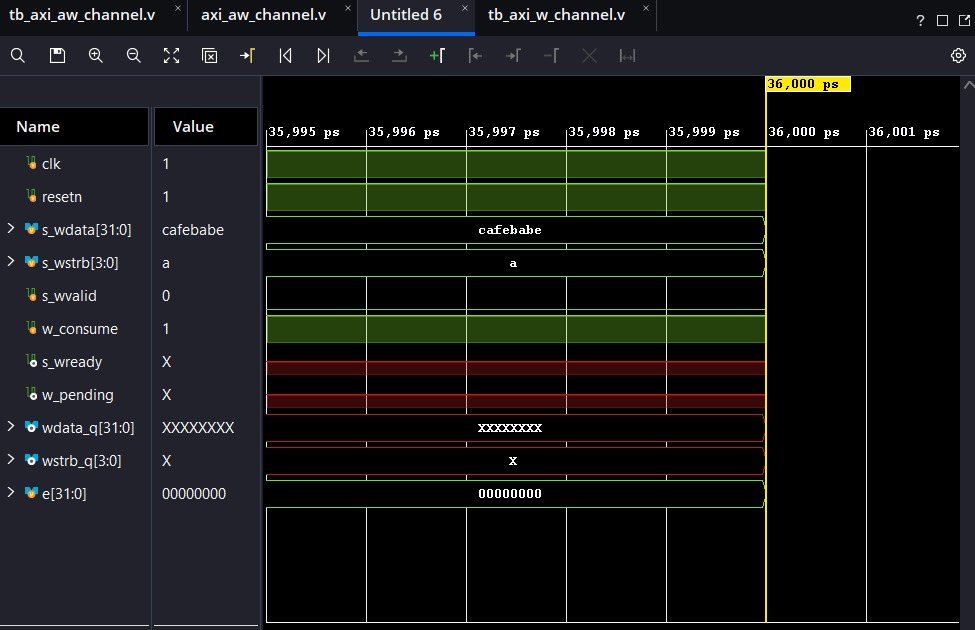 tb_axi_aw_channel.v × axi_aw_channel.v × Untitled 6 × tb_axi_w_channel.v ×
?
36,000 ps
Name Value
35,995 ps 35,996 ps 35,997 ps 35,998 ps 35,999 ps 36,000 ps 36,001 ps
clk 1
resetn 1
s_wdata[31:0] cafebabe cafebabe
s_wstrb[3:0] a a
s_wvalid 0
w_consume 1
s_wready X
w_pending X
wdata_q[31:0] XXXXXXXX XXXXXXXX
wstrb_q[3:0] X X
e[31:0] 00000000 00000000